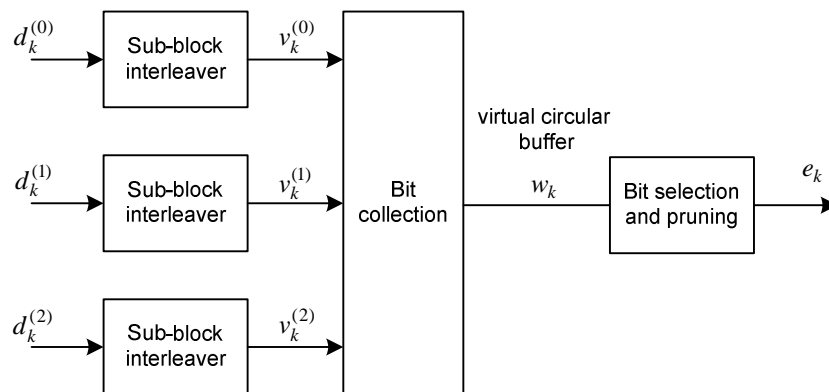 d_k^{(0)}
Sub-block
interleaver
v_k^{(0)}
d_k^{(1)}
Sub-block
interleaver
v_k^{(1)}
d_k^{(2)}
Sub-block
interleaver
v_k^{(2)}
Bit
collection
virtual circular
buffer
w_k
Bit selection
and pruning
e_k